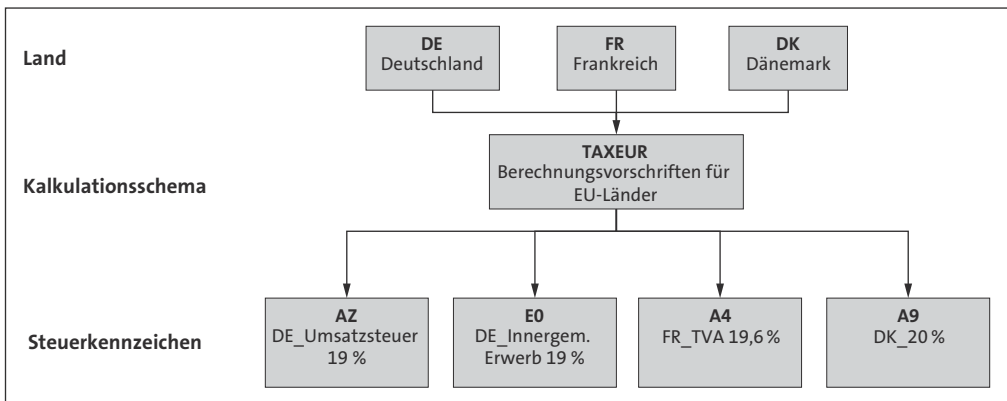 Land
DE
Deutschland
FR
Frankreich
DK
Dänemark
Kalkulationsschema
TAXEUR
Berechnungsvorschriften für
EU-Länder
Steuerkennzeichen
AZ
DE_Umsatzsteuer
19 %
E0
DE_Innergem.
Erwerb 19 %
A4
FR_TVA 19,6 %
A9
DK_20 %